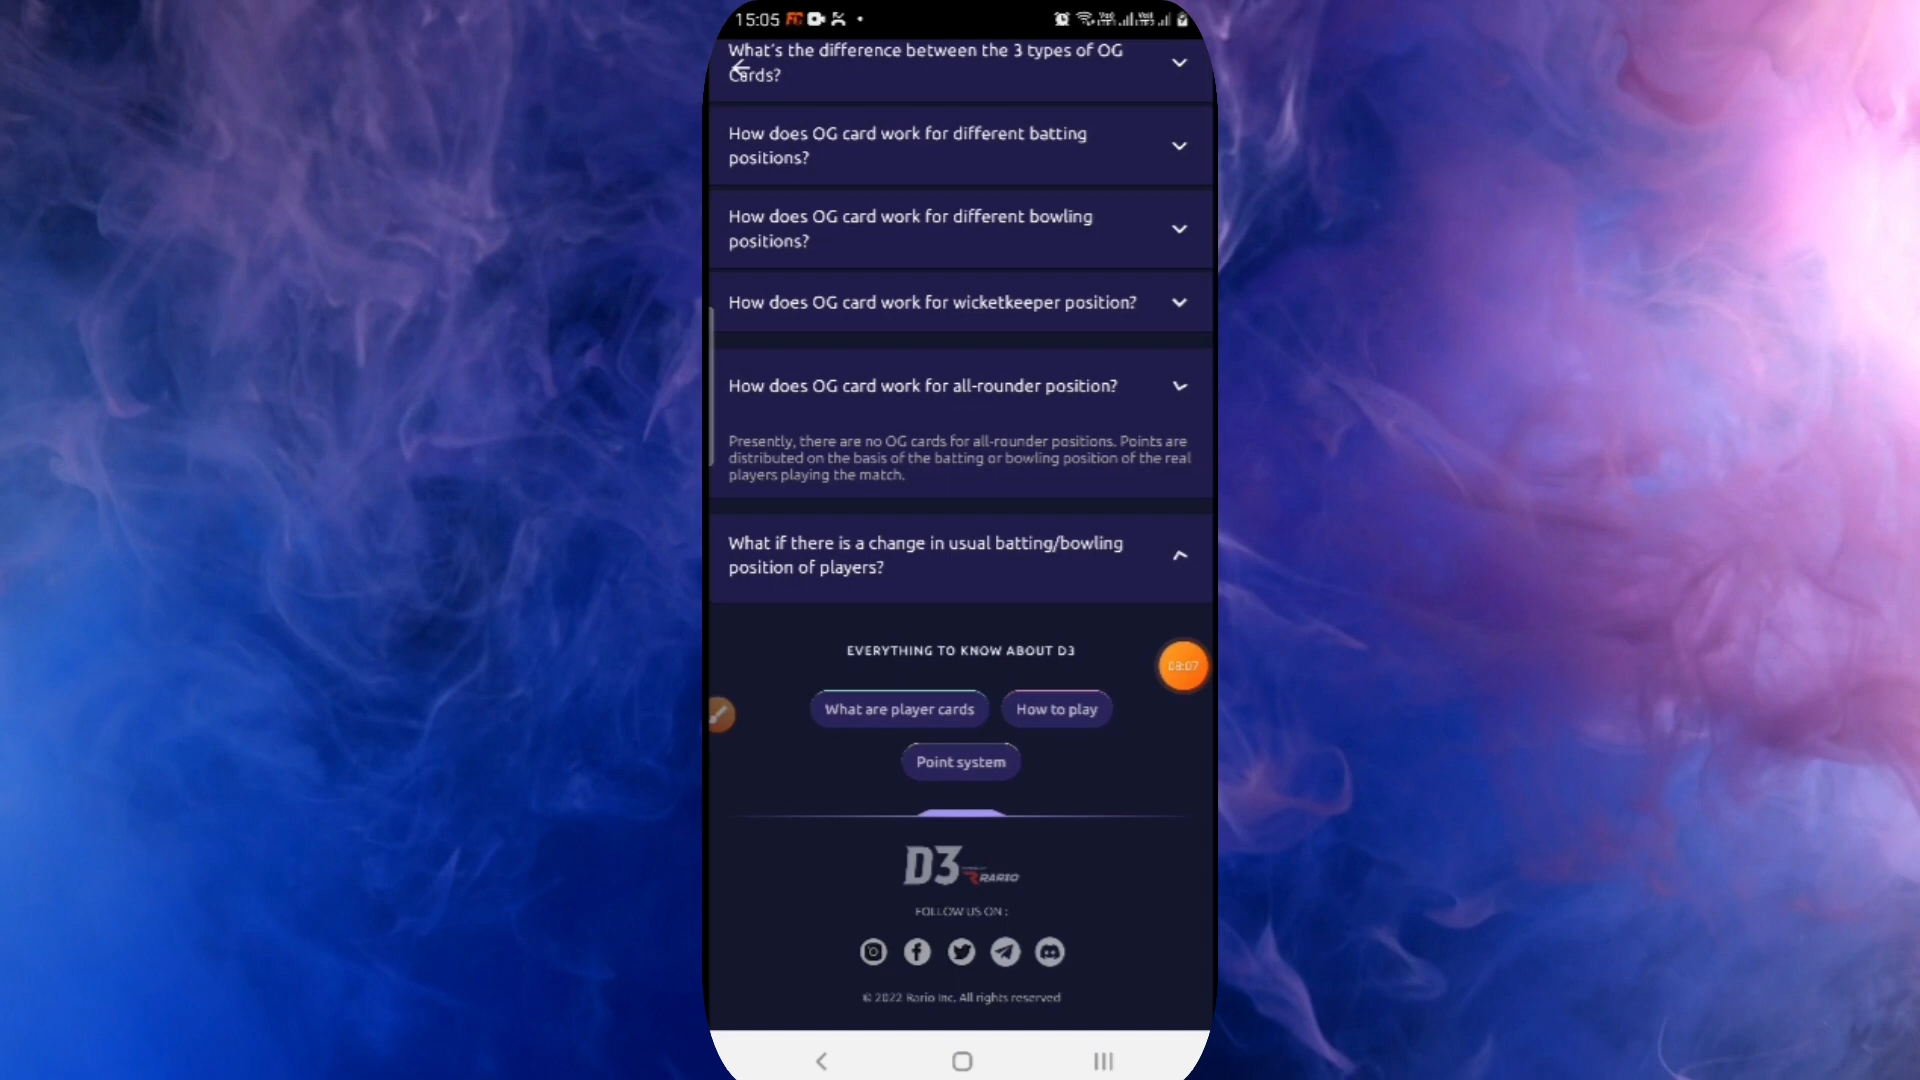 15:05
What's the difference between the 3 types of OG
Cards?
How does OG card work for different batting
positions?
How does OG card work for different bowling
positions?
How does OG card work for wicketkeeper position?
How does OG card work for all-rounder position?
Presently, there are no OG cards for all-rounder positions. Points are
distributed on the basis of the batting or bowling position of the real
players playing the match.
What if there is a change in usual batting/bowling
position of players?
EVERYTHING TO KNOW ABOUT D3
08:07
What are player cards How to play
Point system
D3 RARIO
FOLLOW US ON :
© 2022 Rario Inc. All rights reserved